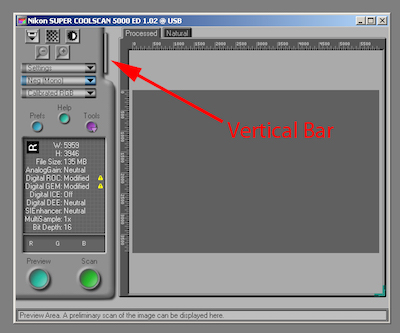 Nikon SUPER COOLSCAN 5000 ED 1.02 @ USB
Processed Natural
Settings
Neg (Mono)
Calibrated RGB
Prefs Help Tools
Vertical Bar
W: 5959
H: 3946
File Size: 135 MB
AnalogGain: Neutral
Digital ROC: Modified
Digital GEM: Modified
Digital ICE: Off
Digital DEE: Neutral
SIEnhancer: Neutral
MultiSample: 1x
Bit Depth: 16
R G B
Preview Scan
Preview Area. A preliminary scan of the image can be displayed here.